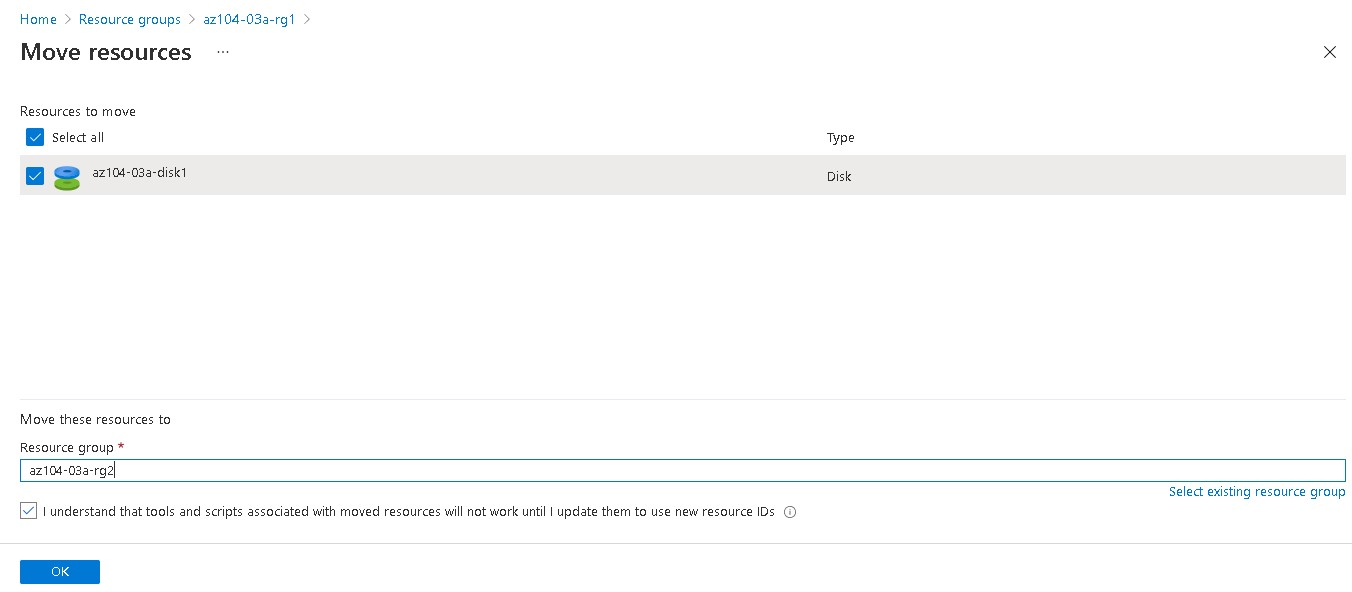 Home > Resource groups > az104-03a-rg1 >
Move resources ...
Resources to move
Select all Type
az104-03a-disk1 Disk
Move these resources to
Resource group *
az104-03a-rg2
Select existing resource group
I understand that tools and scripts associated with moved resources will not work until I update them to use new resource IDs
OK